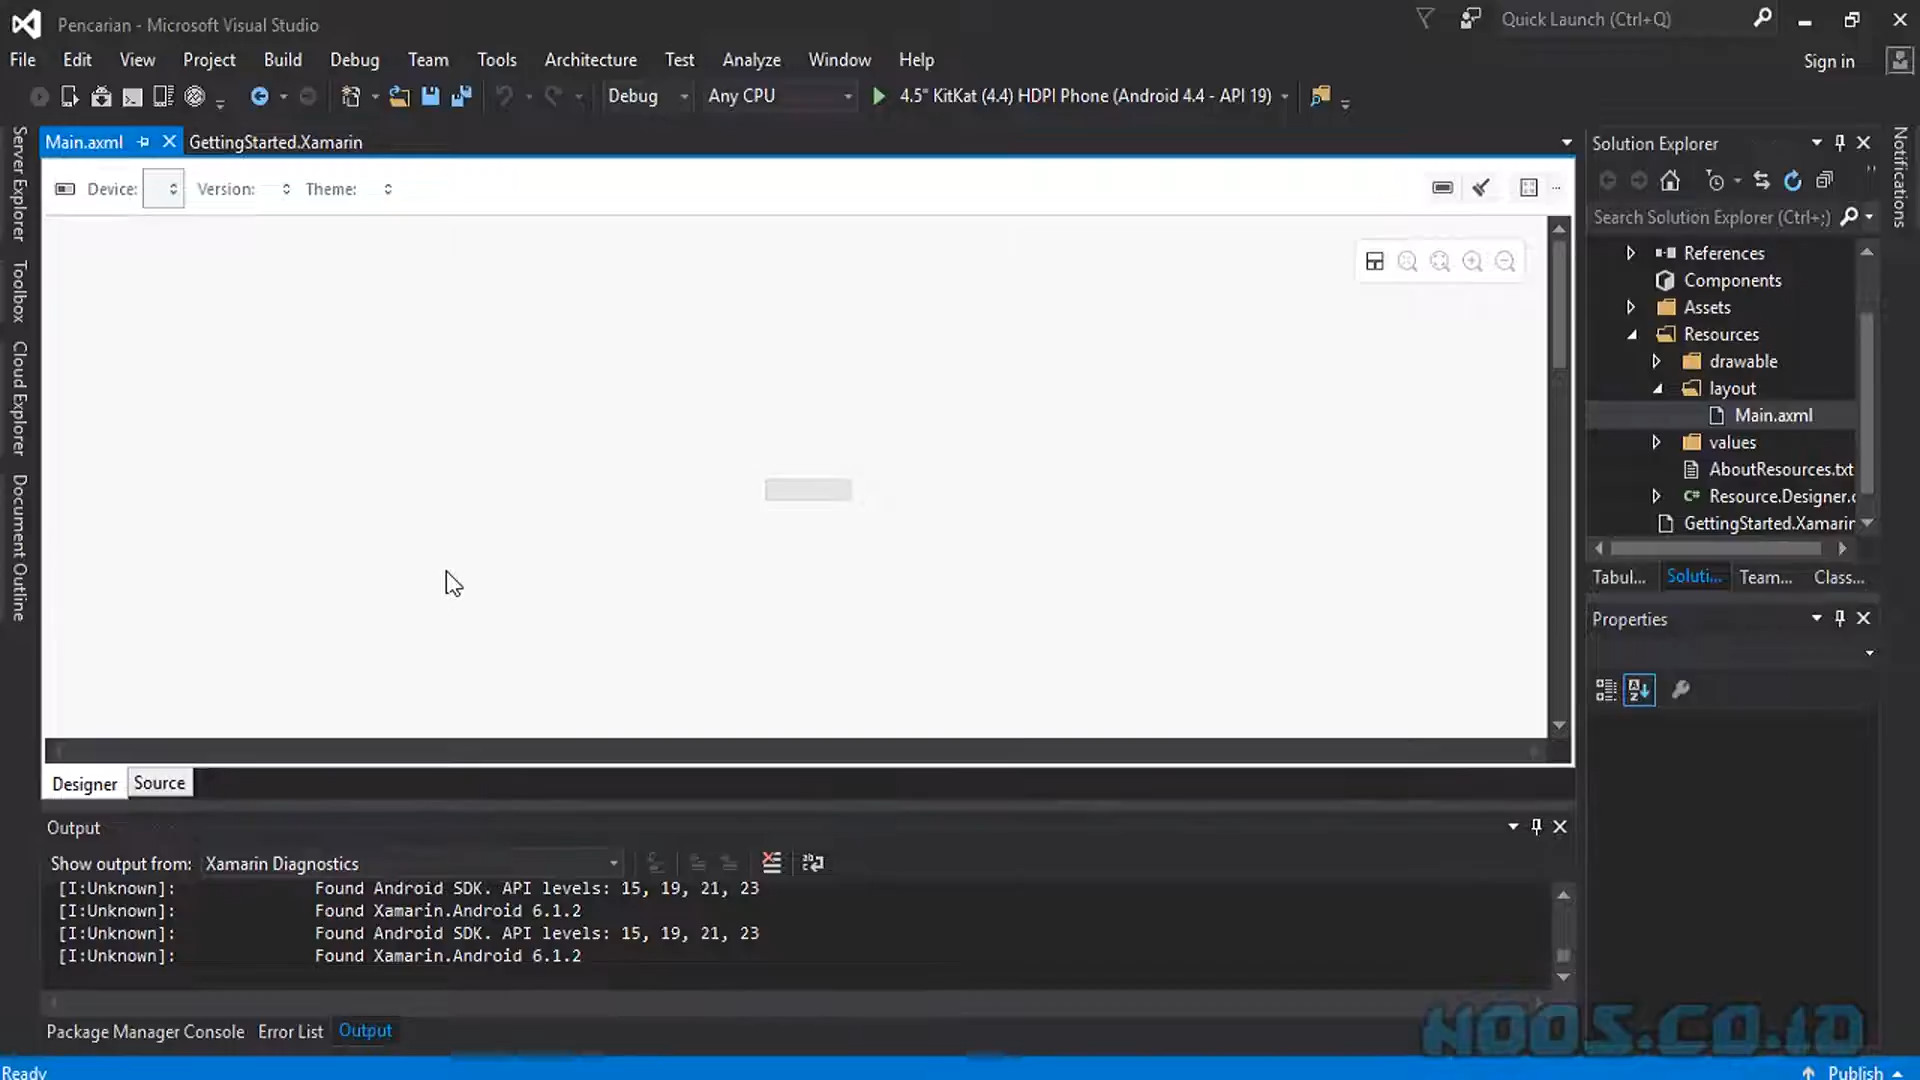 Pencarian - Microsoft Visual Studio
Quick Launch (Ctrl+Q)
File Edit View Project Build Debug Team Tools Architecture Test Analyze Window Help
Sign in
Debug Any CPU 4.5" KitKat (4.4) HDPI Phone (Android 4.4 - API 19)
Server Explorer
Toolbox
Cloud Explorer
Document Outline
Main.axml GettingStarted.Xamarin
Device: Version: Theme:
Designer Source
Output
Show output from: Xamarin Diagnostics
[I:Unknown]: Found Android SDK. API levels: 15, 19, 21, 23
[I:Unknown]: Found Xamarin.Android 6.1.2
[I:Unknown]: Found Android SDK. API levels: 15, 19, 21, 23
[I:Unknown]: Found Xamarin.Android 6.1.2
Package Manager Console Error List Output
Solution Explorer
Search Solution Explorer (Ctrl+;)
References
Components
Assets
Resources
drawable
layout
Main.axml
values
AboutResources.txt
C# Resource.Designer.c
GettingStarted.Xamarin
Tabul... Soluti... Team... Class...
Properties
Notifications
NOOS.CO.ID
Ready
Publish